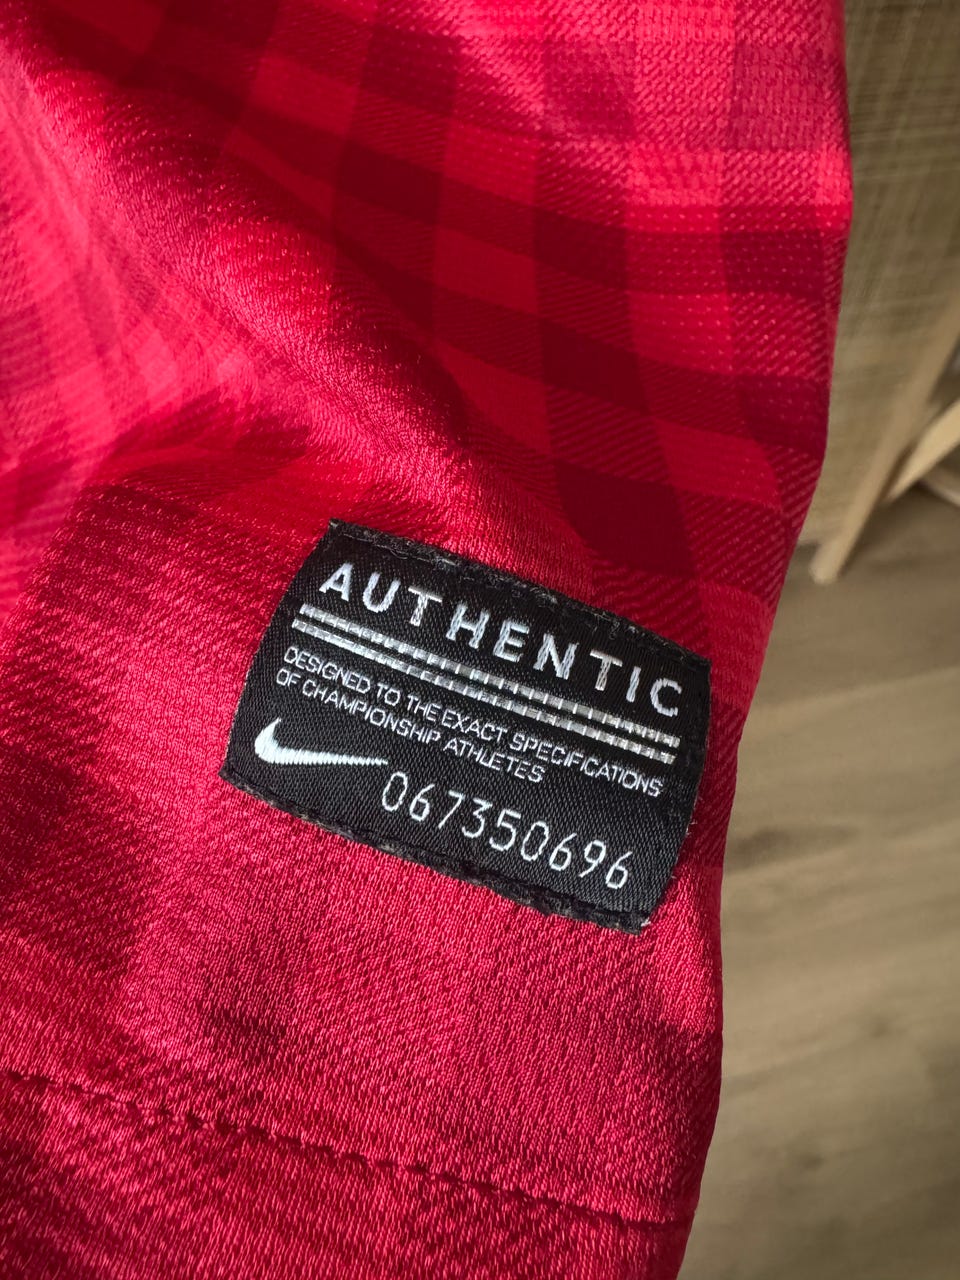 AUTHENTIC
DESIGNED TO THE EXACT SPECIFICATIONS
OF CHAMPIONSHIP ATHLETES
067350696